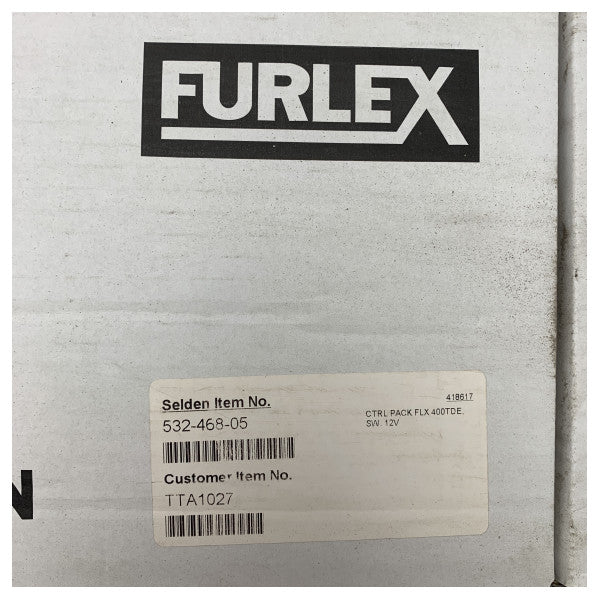 FURLEX
Selden Item No.
532-468-05
418617
CTRL PACK FLX 400TDE.
SW. 12V
Customer Item No.
TTA1027
N